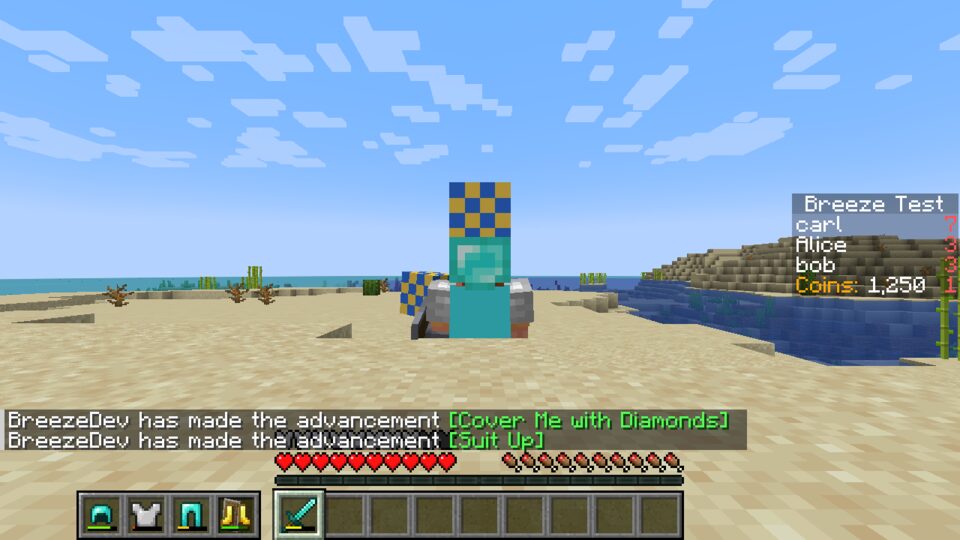 Breeze Test
carl 7
Alice 3
bob 3
Coins: 1,250 1
BreezeDev has made the advancement [Cover Me with Diamonds]
BreezeDev has made the advancement [Suit Up]